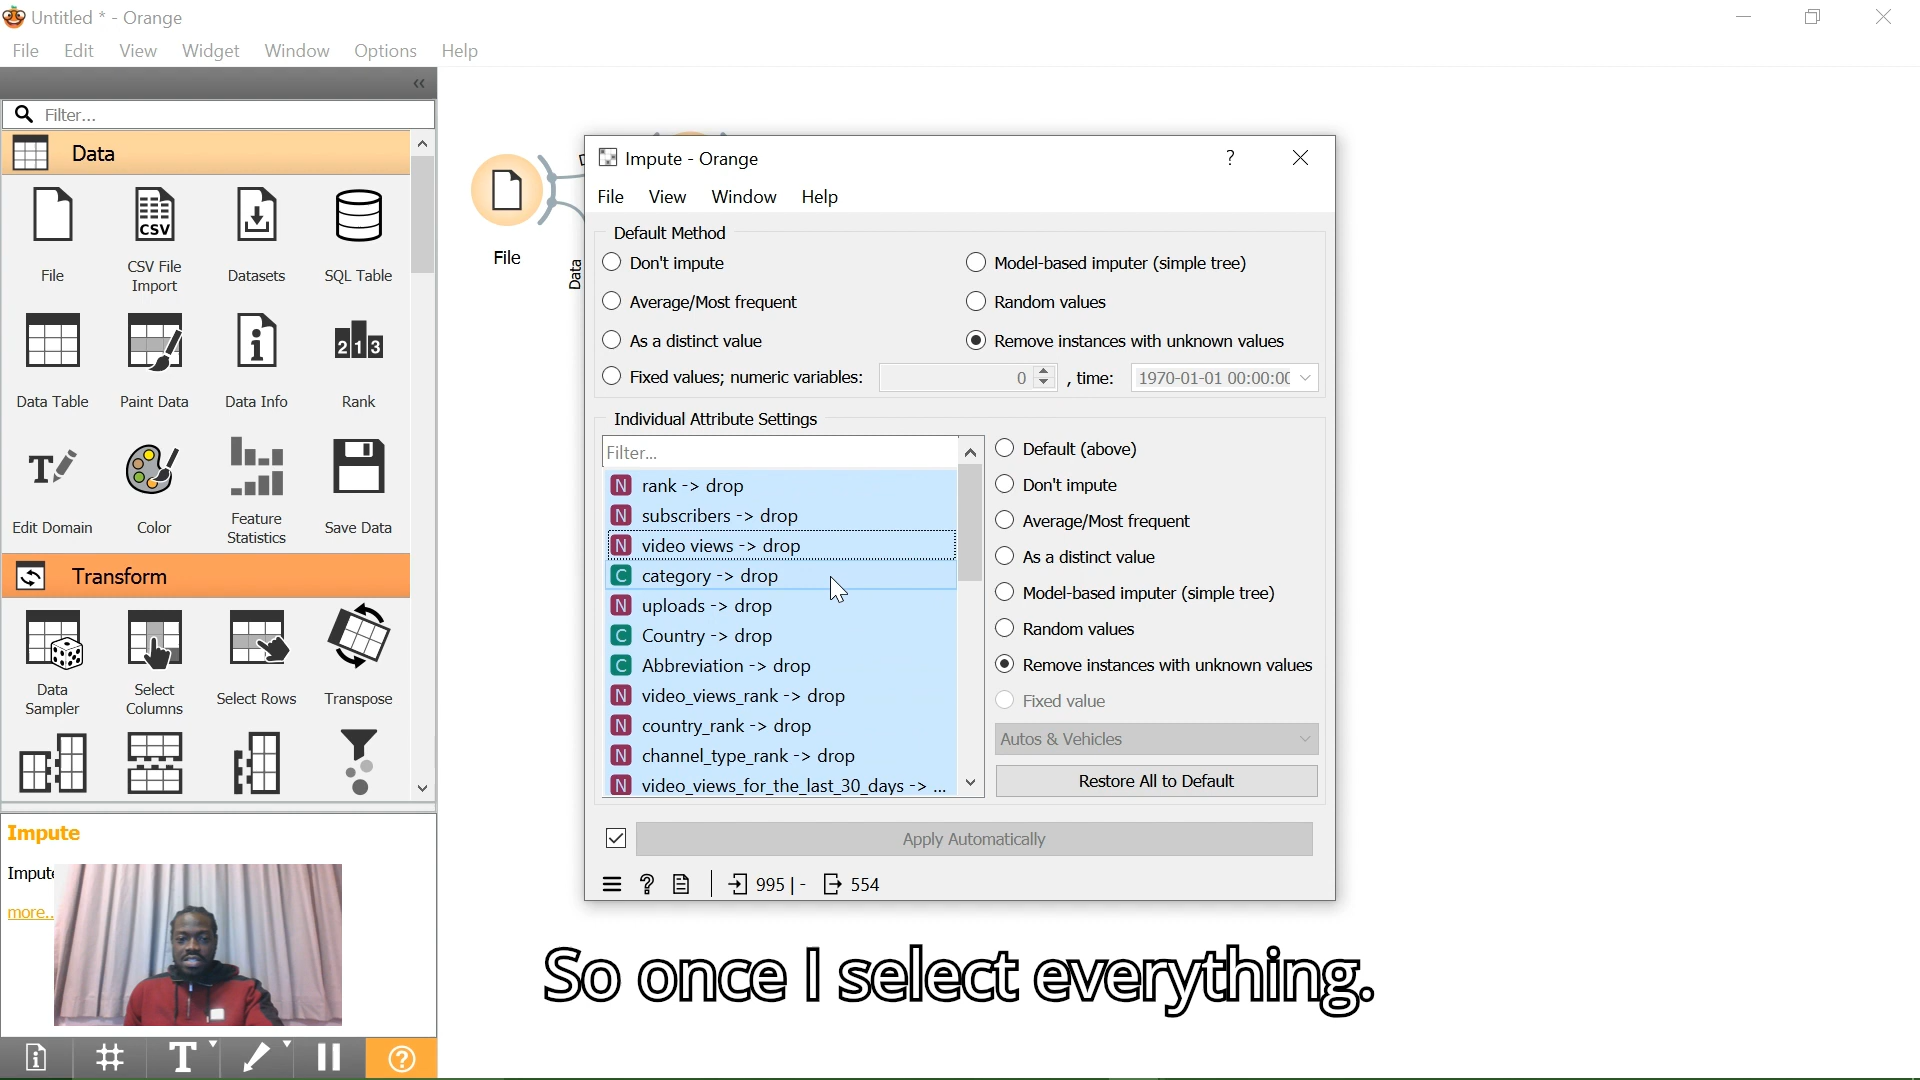 Untitled * - Orange
File Edit View Widget Window Options Help
Filter...
Data
File
CSV File Import
Datasets
SQL Table
Data Table
Paint Data
Data Info
Rank
Edit Domain
Color
Feature Statistics
Save Data
Transform
Data Sampler
Select Columns
Select Rows
Transpose
Impute
Impute
more..
File
Data
Impute - Orange
File View Window Help
Default Method
Don't impute
Model-based imputer (simple tree)
Average/Most frequent
Random values
As a distinct value
Remove instances with unknown values
Fixed values; numeric variables: 0 , time: 1970-01-01 00:00:00
Individual Attribute Settings
Filter...
N rank -> drop
N subscribers -> drop
N video views -> drop
C category -> drop
N uploads -> drop
C Country -> drop
C Abbreviation -> drop
N video_views_rank -> drop
N country_rank -> drop
N channel_type_rank -> drop
N video_views_for_the_last_30_days -> ...
Default (above)
Don't impute
Average/Most frequent
As a distinct value
Model-based imputer (simple tree)
Random values
Remove instances with unknown values
Fixed value
Autos & Vehicles
Restore All to Default
Apply Automatically
995 | - 554
So once I select everything.